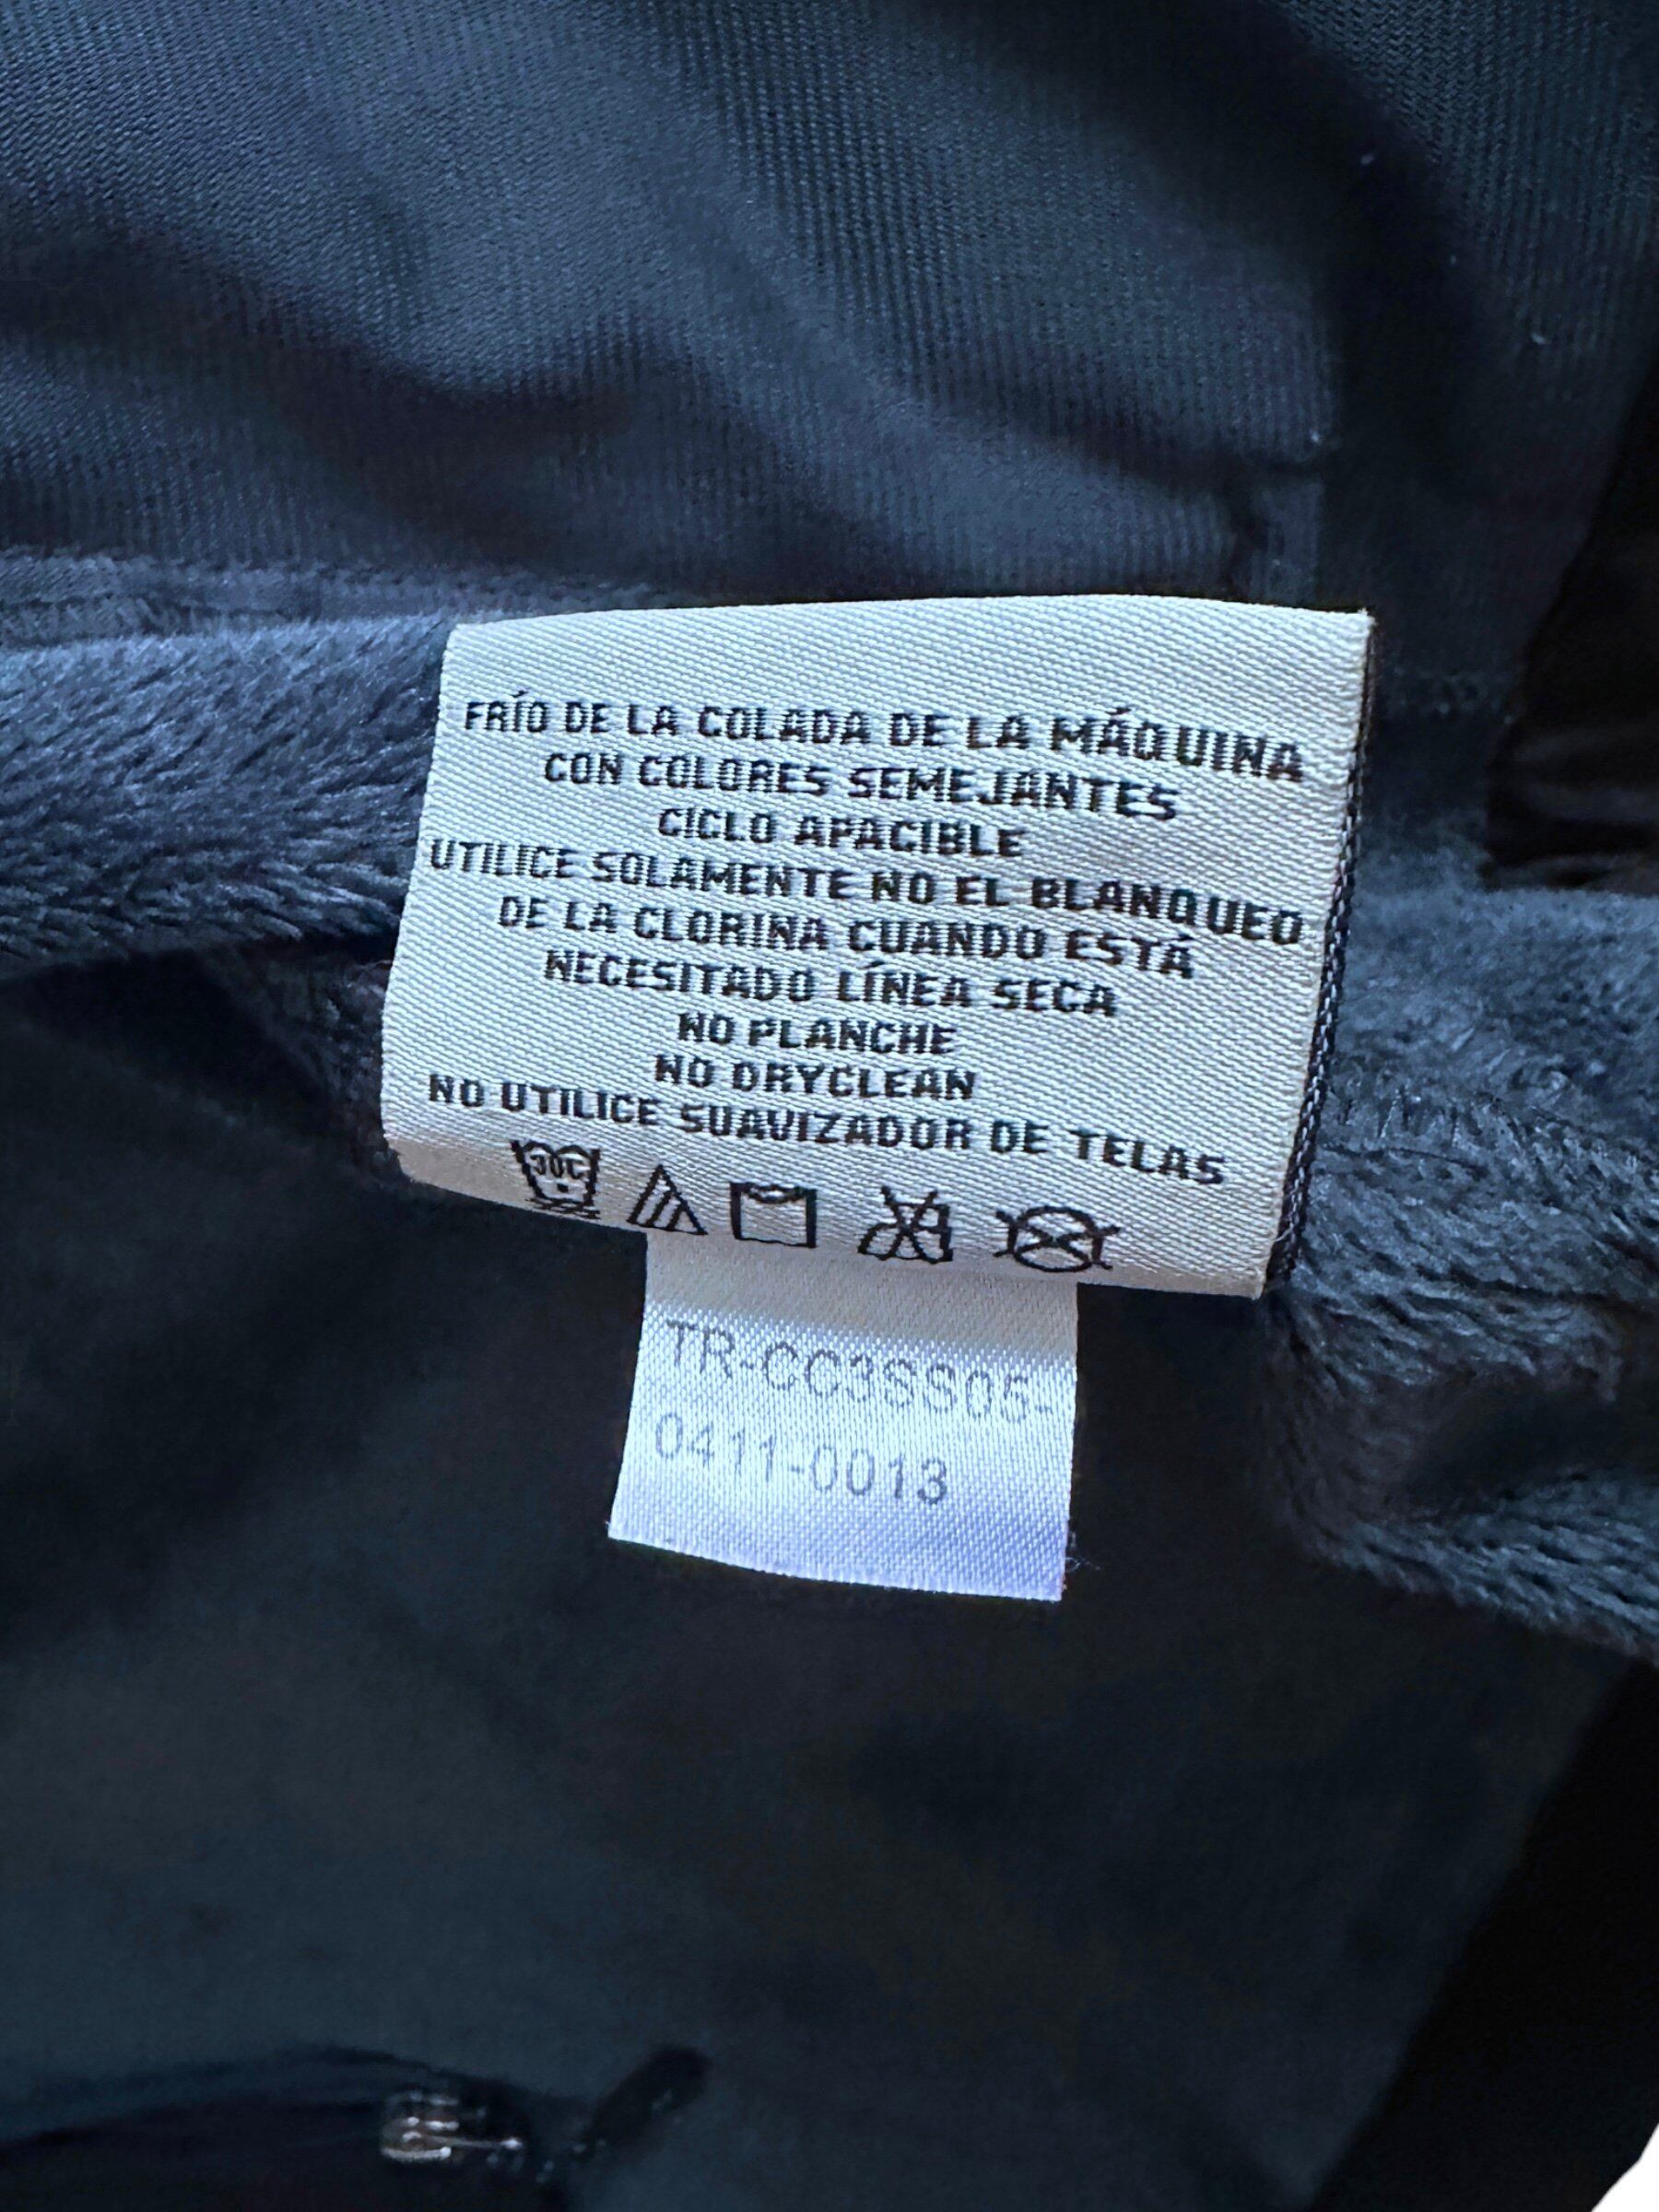 FRÍO DE LA COLADA DE LA MÁQUINA
CON COLORES SEMEJANTES
CICLO APACIBLE
UTILICE SOLAMENTE NO EL BLANQUEO
DE LA CLORINA CUANDO ESTÁ
NECESITADO LÍNEA SECA
NO PLANCHE
NO DRYCLEAN
NO UTILICE SUAVIZADOR DE TELAS
30C
TR-CC3SS05-
0411-0013